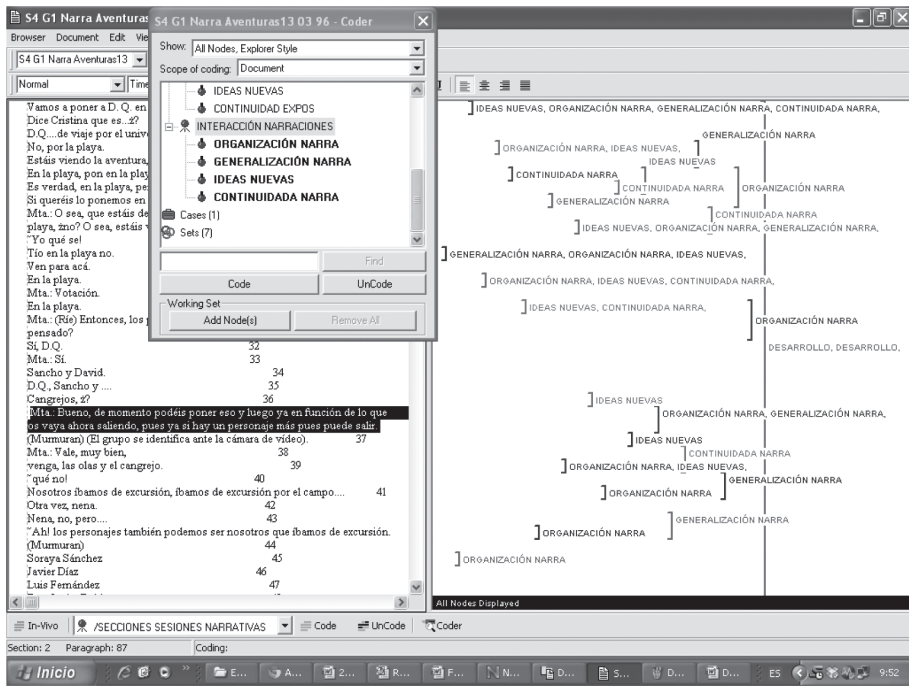 S4 G1 Narra Aventuras
S4 G1 Narra Aventuras13 03 96 - Coder
Browser Document Edit
S4 G1 Narra Aventuras13
Normal
Show: All Nodes, Explorer Style
Scope of coding: Document
IDEAS NUEVAS
CONTINUIDAD EXPOS
INTERACCIÓN NARRACIONES
ORGANIZACIÓN NARRA
GENERALIZACIÓN NARRA
IDEAS NUEVAS
CONTINUIDADA NARRA
Cases (1)
Sets (7)
Find
Code UnCode
Working Set
Add Node(s) Remove All
Vamos a poner a D. Q. en
Dice Cristina que es...ż?
D.Q....de viaje por el
No, por la playa.
Estáis viendo la aventura,
En la playa, pon en la
Es verdad, en la playa,
Si queréis lo ponemos en
Mta.: O sea, que estáis
playa, żno? O sea, estáis
˜Yo qué se!
Tío en la playa no.
Ven para acá.
En la playa.
Mta.: Votación.
En la playa.
Mta.: (Ríe) Entonces, los
pensado?
Sí, D.Q. 32
Mta.: Sí. 33
Sancho y David. 34
D.Q., Sancho y .... 35
Cangrejos, ż? 36
Mta.: Bueno, de momento podéis poner eso y luego ya en función de lo que
os vaya ahora saliendo, pues ya si hay un personaje más pues puede salir.
(Murmuran) (El grupo se identifica ante la cámara de vídeo). 37
Mta.: Vale, muy bien, 38
venga, las olas y el cangrejo. 39
˜qué no! 40
Nosotros íbamos de excursión, íbamos de excursión por el campo.... 41
Otra vez, nena. 42
Nena, no, pero.... 43
˜Ah! los personajes también podemos ser nosotros que íbamos de excursión.
(Murmuran) 44
Soraya Sánchez 45
Javier Díaz 46
Luis Fernández 47
IDEAS NUEVAS, ORGANIZACIÓN NARRA, GENERALIZACIÓN NARRA, CONTINUIDADA NARRA,
GENERALIZACIÓN NARRA
ORGANIZACIÓN NARRA, IDEAS NUEVAS,
IDEAS NUEVAS
CONTINUIDADA NARRA
CONTINUIDADA NARRA ORGANIZACIÓN NARRA
GENERALIZACIÓN NARRA
CONTINUIDADA NARRA
IDEAS NUEVAS, ORGANIZACIÓN NARRA, GENERALIZACIÓN NARRA,
GENERALIZACIÓN NARRA, ORGANIZACIÓN NARRA, IDEAS NUEVAS,
ORGANIZACIÓN NARRA, IDEAS NUEVAS, CONTINUIDADA NARRA,
IDEAS NUEVAS, CONTINUIDADA NARRA,
ORGANIZACIÓN NARRA
DESARROLLO, DESARROLLO,
IDEAS NUEVAS
ORGANIZACIÓN NARRA, GENERALIZACIÓN NARRA,
IDEAS NUEVAS
CONTINUIDADA NARRA
ORGANIZACIÓN NARRA, IDEAS NUEVAS,
GENERALIZACIÓN NARRA
ORGANIZACIÓN NARRA
GENERALIZACIÓN NARRA
ORGANIZACIÓN NARRA
ORGANIZACIÓN NARRA
All Nodes Displayed
In-Vivo /SECCIONES SESIONES NARRATIVAS Code UnCode Coder
Section: 2 Paragraph: 87 Coding:
Inicio E... A... 2... R... F... N... D... S... D... D... ES 9:52